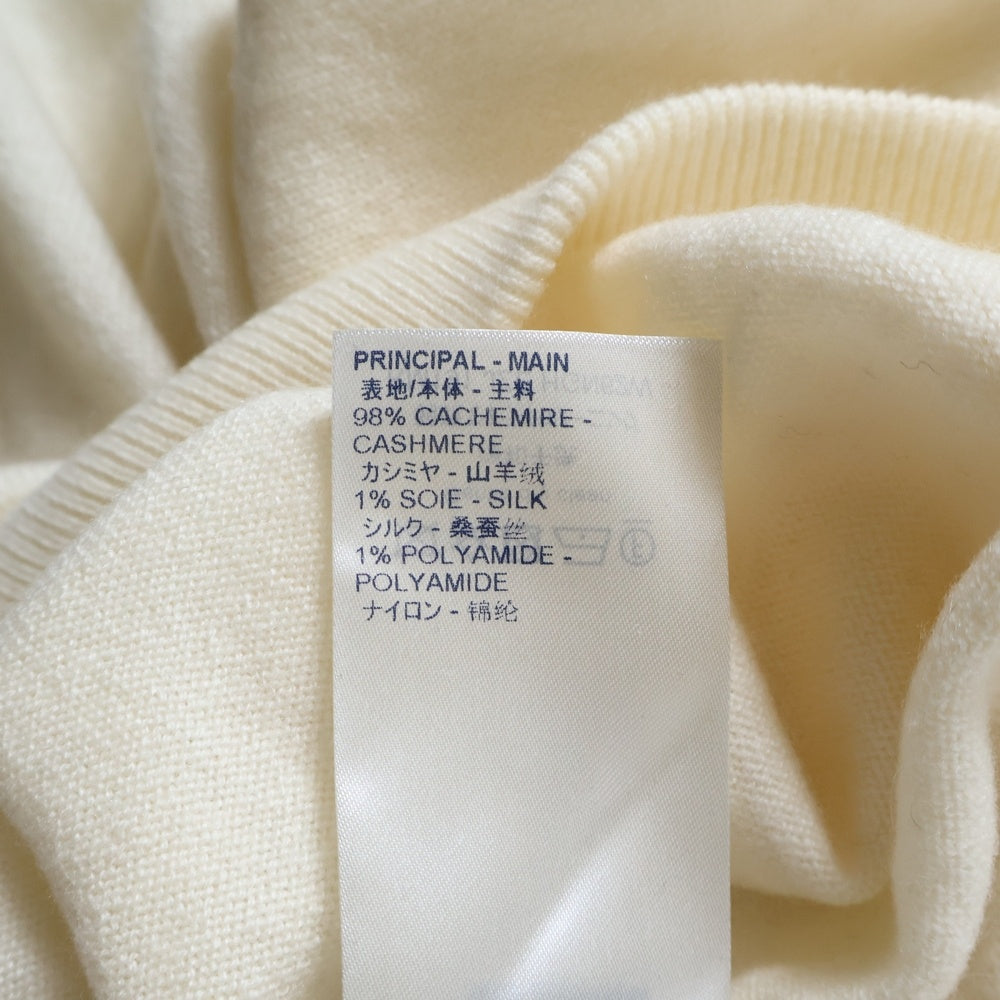 PRINCIPAL - MAIN
表地/本体 - 主料
98% CACHEMIRE -
CASHMERE
カシミヤ - 山羊绒
1% SOIE - SILK
シルク - 桑蚕丝
1% POLYAMIDE -
POLYAMIDE
ナイロン - 锦纶